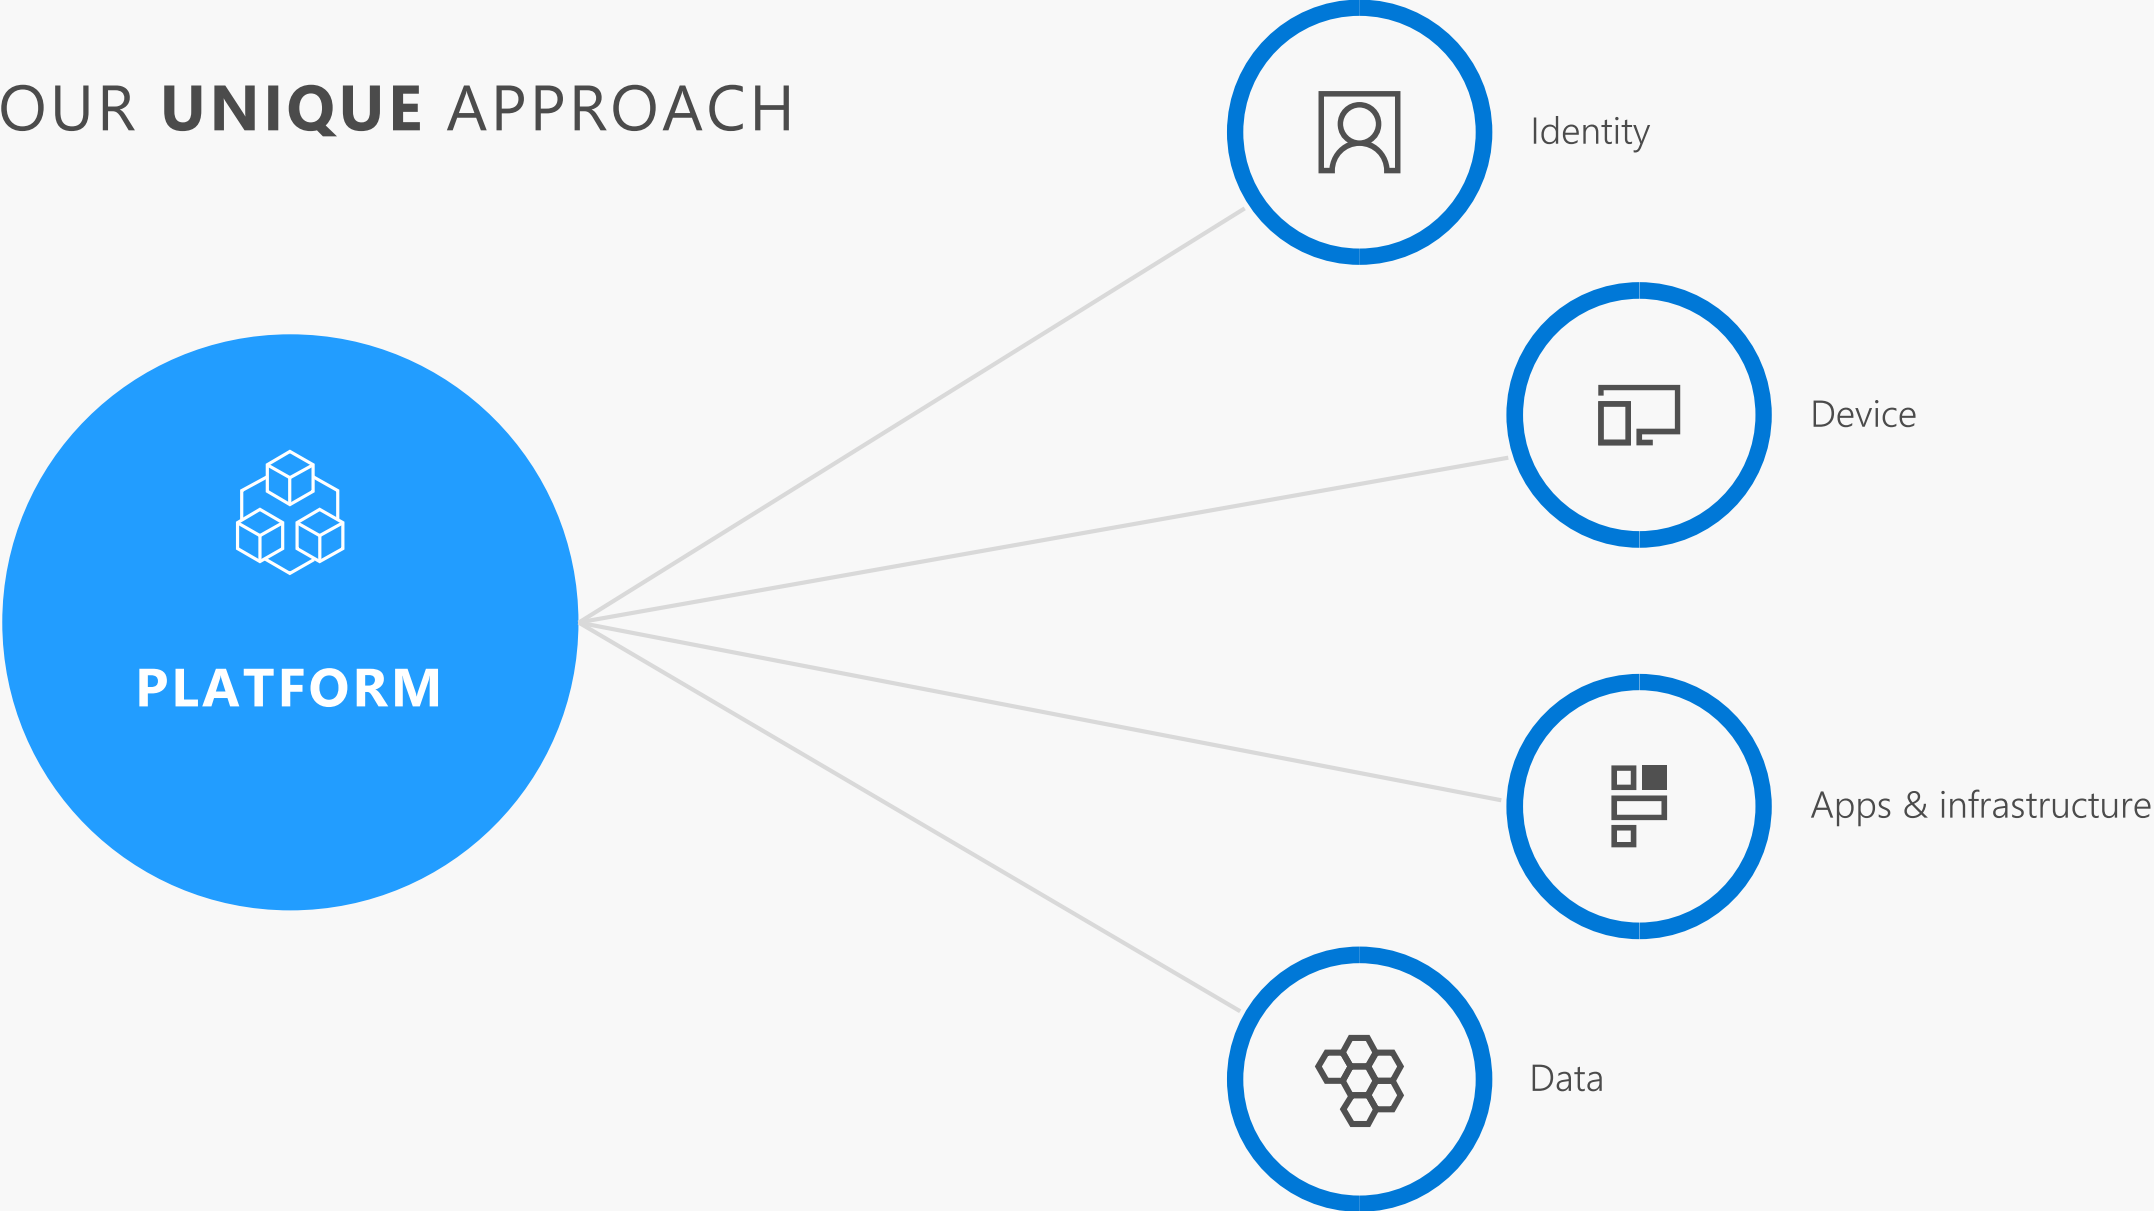 OUR UNIQUE APPROACH
Identity
Device
PLATFORM
Apps & infrastructure
Data